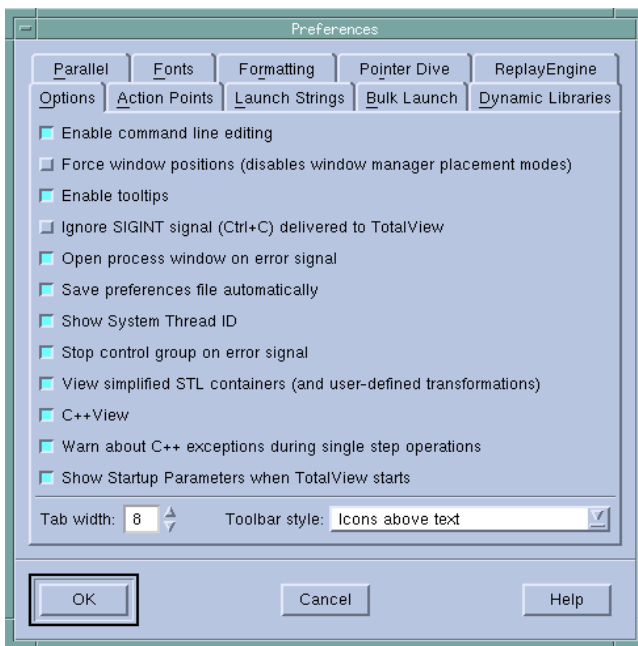 Preferences
Parallel Fonts Formatting Pointer Dive ReplayEngine
Options Action Points Launch Strings Bulk Launch Dynamic Libraries
Enable command line editing
Force window positions (disables window manager placement modes)
Enable tooltips
Ignore SIGINT signal (Ctrl+C) delivered to TotalView
Open process window on error signal
Save preferences file automatically
Show System Thread ID
Stop control group on error signal
View simplified STL containers (and user-defined transformations)
C++View
Warn about C++ exceptions during single step operations
Show Startup Parameters when TotalView starts
Tab width: 8 Toolbar style: Icons above text
OK Cancel Help